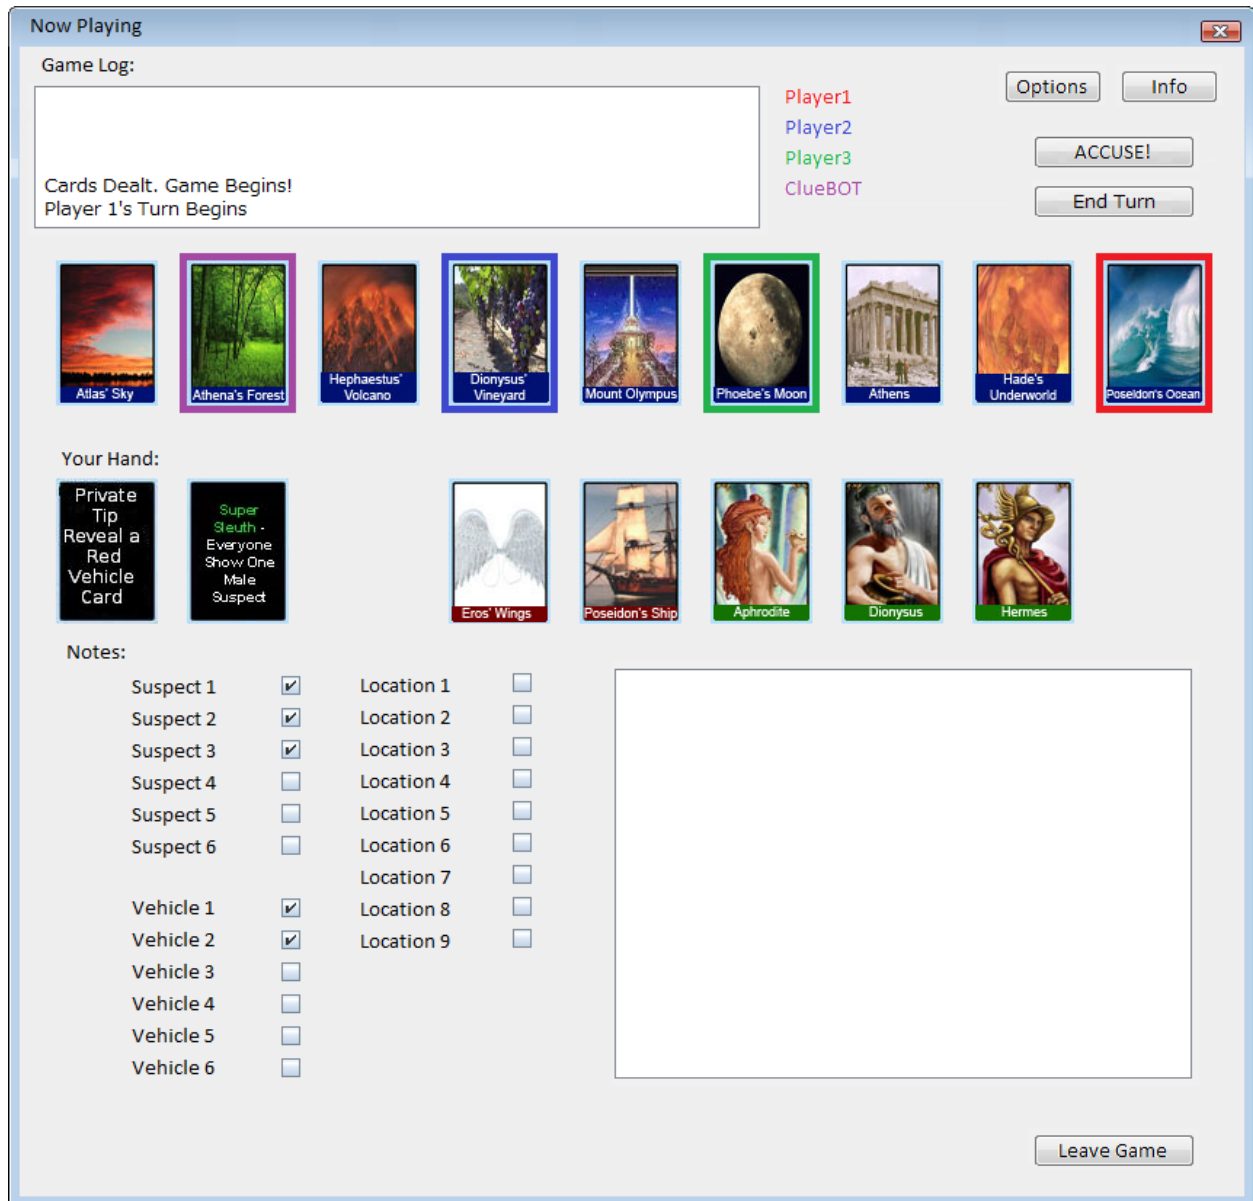 Now Playing
Game Log:
Options
Info
Player1
Player2
Player3
ClueBOT
ACCUSE!
End Turn
Cards Dealt. Game Begins!
Player 1's Turn Begins
Atlas' Sky
Athena's Forest
Hephaestus'
Volcano
Dionysus'
Vineyard
Mount Olympus
Phoebe's Moon
Athens
Hade's
Underworld
Poseidon's Ocean
Your Hand:
Private
Tip
Reveal a
Red
Vehicle
Card
Super
Sleuth -
Everyone
Show One
Male
Suspect
Eros' Wings
Poseidon's Ship
Aphrodite
Dionysus
Hermes
Notes:
Suspect 1
Suspect 2
Suspect 3
Suspect 4
Suspect 5
Suspect 6
Vehicle 1
Vehicle 2
Vehicle 3
Vehicle 4
Vehicle 5
Vehicle 6
Location 1
Location 2
Location 3
Location 4
Location 5
Location 6
Location 7
Location 8
Location 9
Leave Game